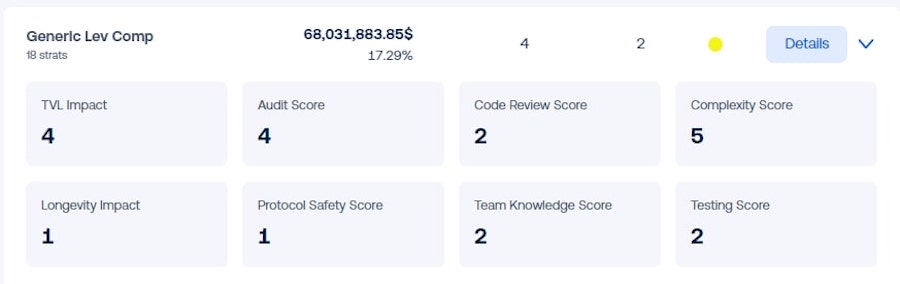 Generic Lev Comp
18 strats
68,031,883.85$
17.29%
4
2
Details
TVL Impact
4
Audit Score
4
Code Review Score
2
Complexity Score
5
Longevity Impact
1
Protocol Safety Score
1
Team Knowledge Score
2
Testing Score
2